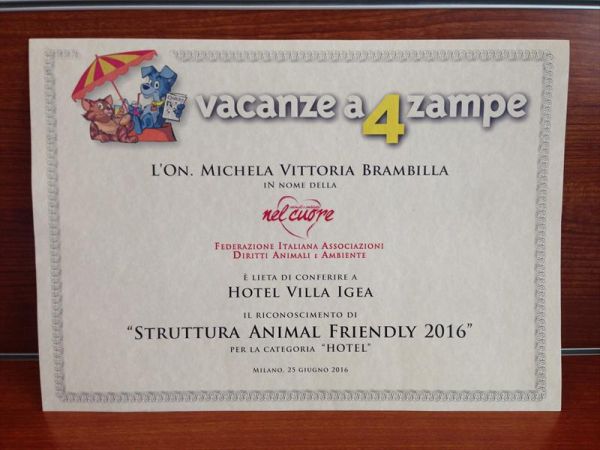 vacanze a 4 zampe
L'On. Michela Vittoria Brambilla
in nome della
nel cuore
Federazione Italiana Associazioni
Diritti Animali e Ambiente
è lieta di conferire a
Hotel Villa Igea
il riconoscimento di
"Struttura Animal Friendly 2016"
per la categoria "Hotel"
Milano, 25 giugno 2016